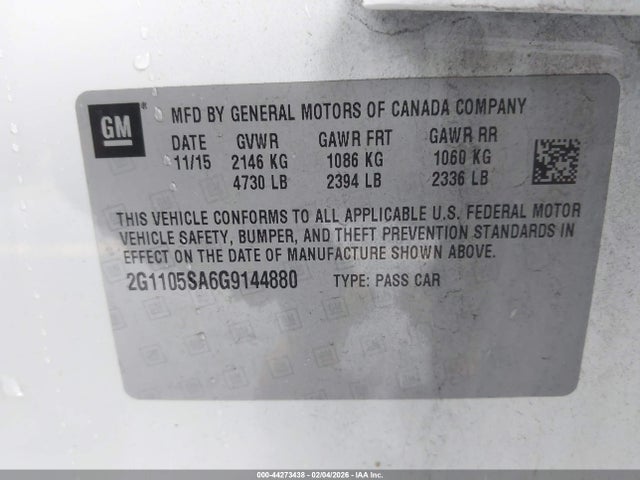 GM
MFD BY GENERAL MOTORS OF CANADA COMPANY
DATE GVWR GAWR FRT GAWR RR
11/15 2146 KG 1086 KG 1060 KG
4730 LB 2394 LB 2336 LB
THIS VEHICLE CONFORMS TO ALL APPLICABLE U.S. FEDERAL MOTOR
VEHICLE SAFETY, BUMPER, AND THEFT PREVENTION STANDARDS IN
EFFECT ON THE DATE OF MANUFACTURE SHOWN ABOVE.
2G1105SA6G9144880 TYPE: PASS CAR
000-44273438 - 02/04/2026 - IAAI.COM